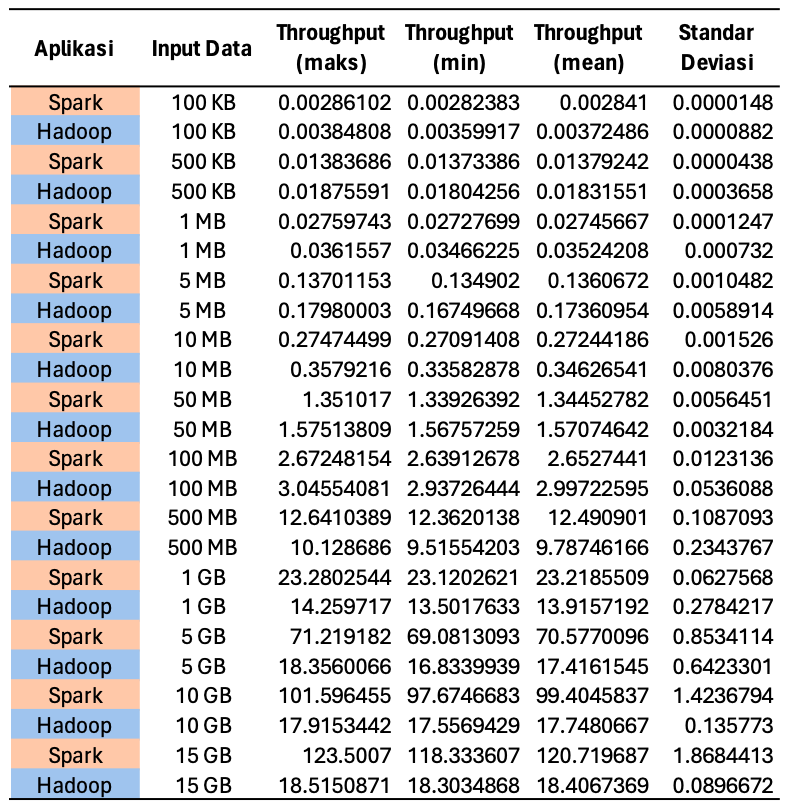 Aplikasi Input Data Throughput (maks) Throughput (min) Throughput (mean) Standar Deviasi
Spark 100 KB 0.00286102 0.00282383 0.002841 0.0000148
Hadoop 100 KB 0.00384808 0.00359917 0.00372486 0.0000882
Spark 500 KB 0.01383686 0.01373386 0.01379242 0.0000438
Hadoop 500 KB 0.01875591 0.01804256 0.01831551 0.0003658
Spark 1 MB 0.02759743 0.02727699 0.02745667 0.0001247
Hadoop 1 MB 0.0361557 0.03466225 0.03524208 0.000732
Spark 5 MB 0.13701153 0.134902 0.1360672 0.0010482
Hadoop 5 MB 0.17980003 0.16749668 0.17360954 0.0058914
Spark 10 MB 0.27474499 0.27091408 0.27244186 0.001526
Hadoop 10 MB 0.3579216 0.33582878 0.34626541 0.0080376
Spark 50 MB 1.351017 1.33926392 1.34452782 0.0056451
Hadoop 50 MB 1.57513809 1.56757259 1.57074642 0.0032184
Spark 100 MB 2.67248154 2.63912678 2.6527441 0.0123136
Hadoop 100 MB 3.04554081 2.93726444 2.99722595 0.0536088
Spark 500 MB 12.6410389 12.3620138 12.490901 0.1087093
Hadoop 500 MB 10.128686 9.51554203 9.78746166 0.2343767
Spark 1 GB 23.2802544 23.1202621 23.2185509 0.0627568
Hadoop 1 GB 14.259717 13.5017633 13.9157192 0.2784217
Spark 5 GB 71.219182 69.0813093 70.5770096 0.8534114
Hadoop 5 GB 18.3560066 16.8339939 17.4161545 0.6423301
Spark 10 GB 101.596455 97.6746683 99.4045837 1.4236794
Hadoop 10 GB 17.9153442 17.5569429 17.7480667 0.135773
Spark 15 GB 123.5007 118.333607 120.719687 1.8684413
Hadoop 15 GB 18.5150871 18.3034868 18.4067369 0.0896672